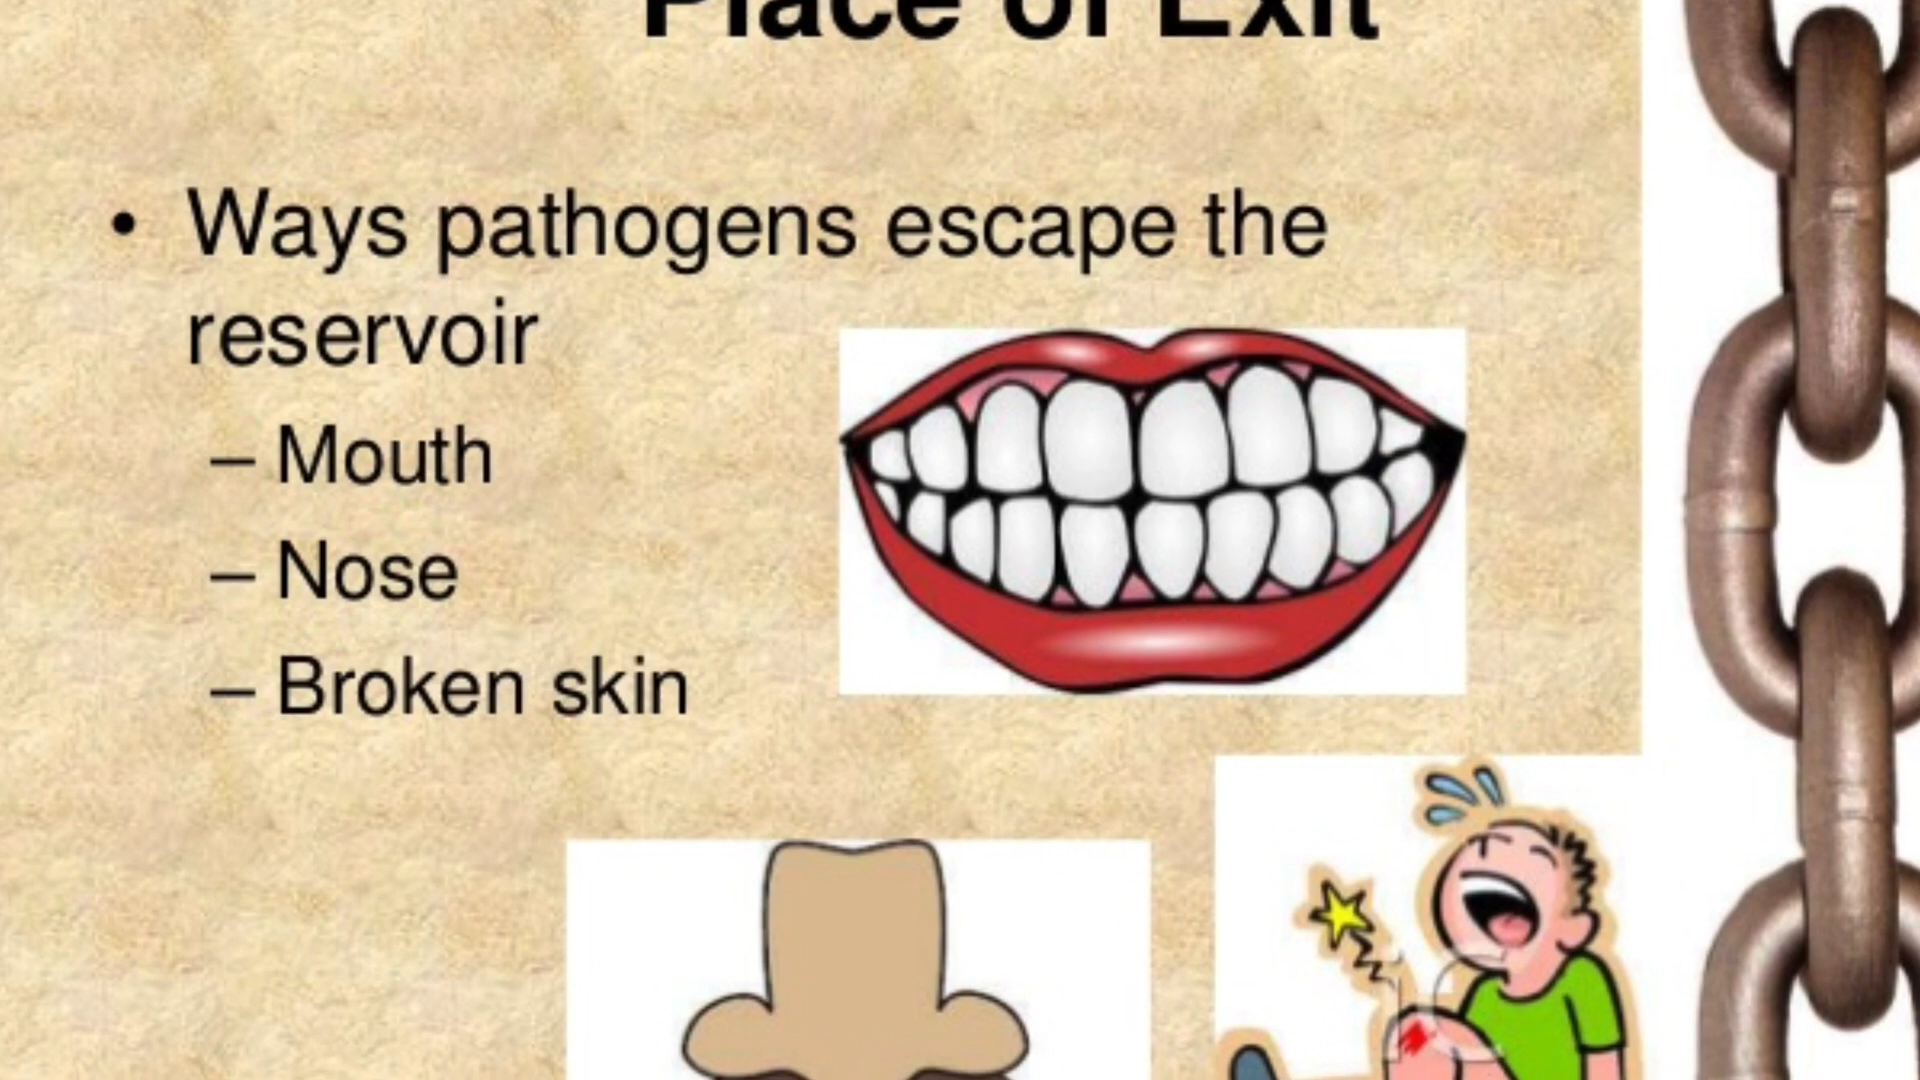 Place of Exit
• Ways pathogens escape the
reservoir
– Mouth
– Nose
– Broken skin